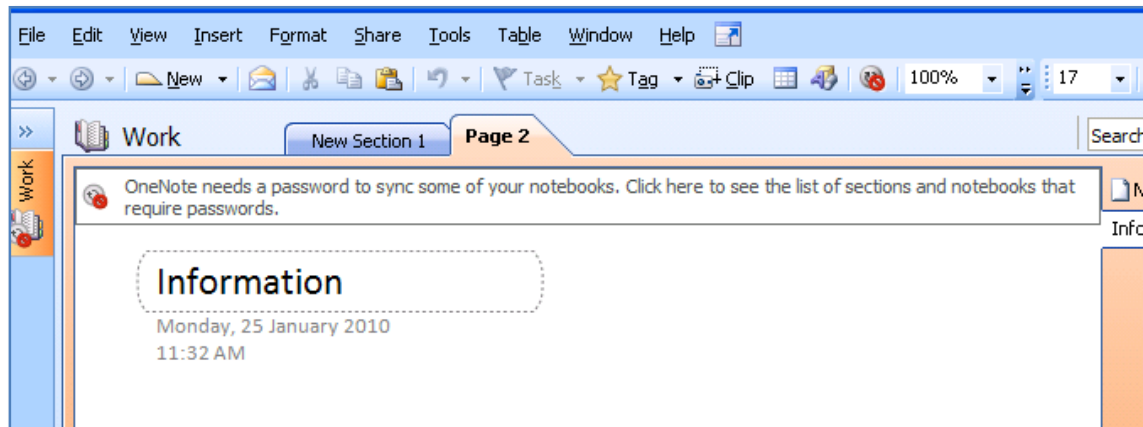 File Edit View Insert Format Share Tools Table Window Help
New Task Tag Clip 100% 17
Work New Section 1 Page 2 Search
Work
OneNote needs a password to sync some of your notebooks. Click here to see the list of sections and notebooks that
require passwords.
N
Info
Information
Monday, 25 January 2010
11:32 AM